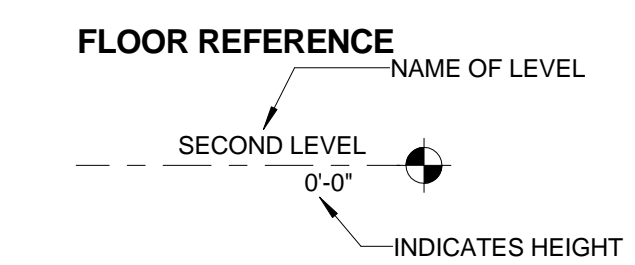 FLOOR REFERENCE
NAME OF LEVEL
SECOND LEVEL
0'-0"
INDICATES HEIGHT